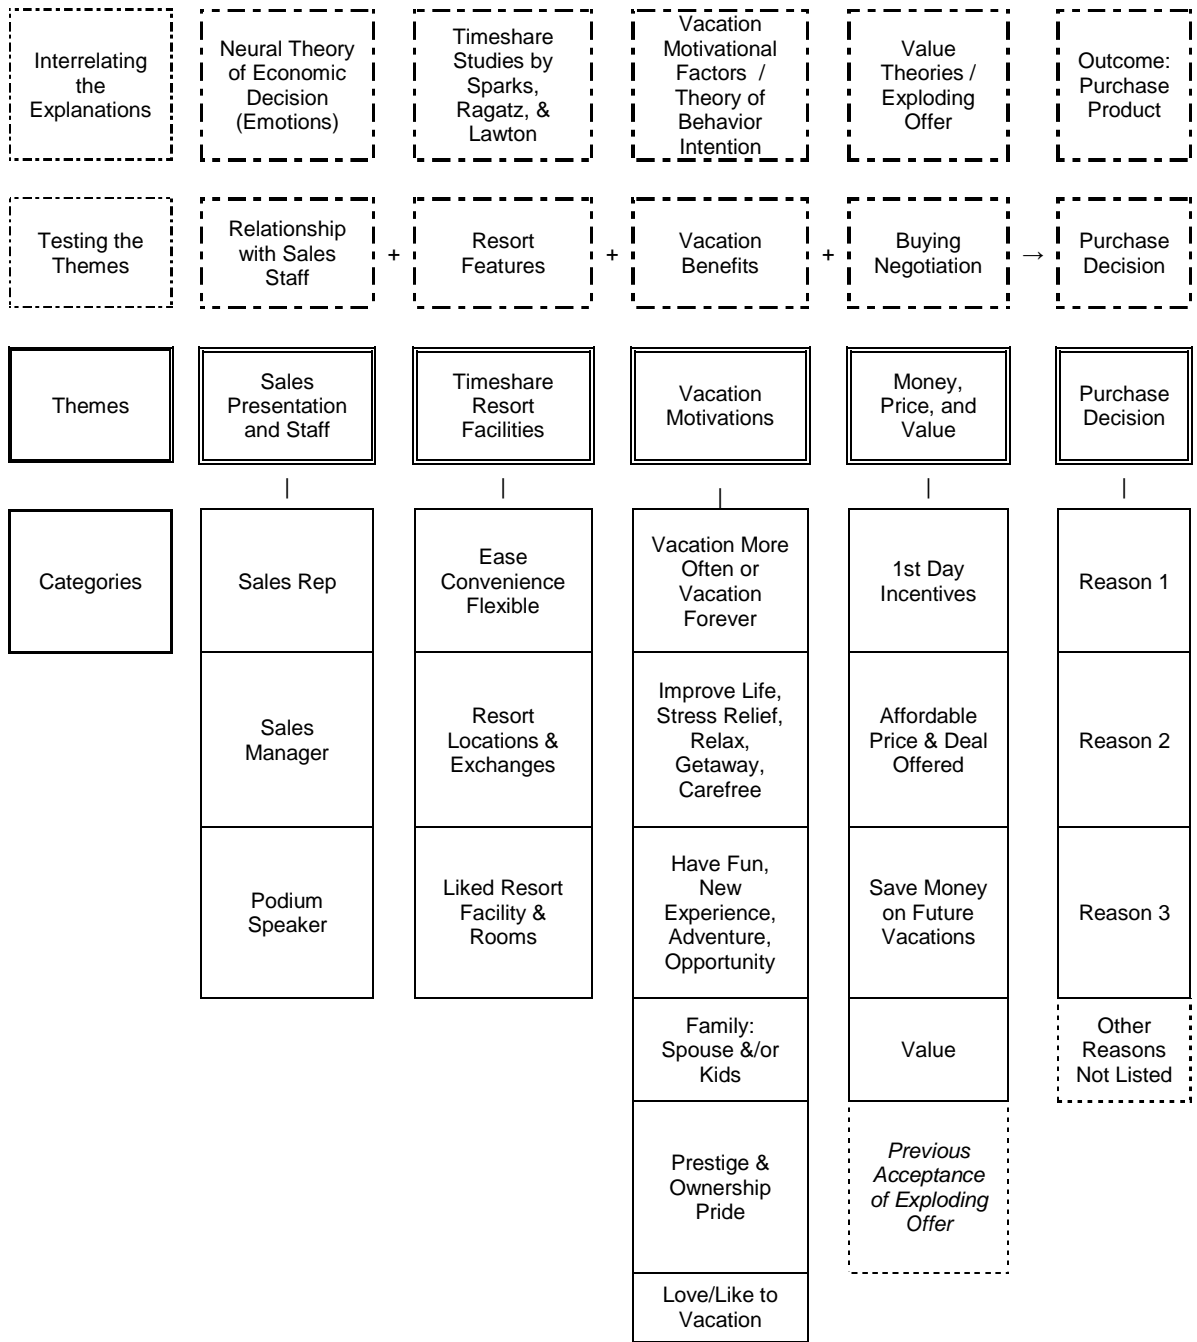 Interrelating
the
Explanations
Neural Theory
of Economic
Decision
(Emotions)
Timeshare
Studies by
Sparks,
Ragatz, &
Lawton
Vacation
Motivational
Factors /
Theory of
Behavior
Intention
Value
Theories /
Exploding
Offer
Outcome:
Purchase
Product
Testing the
Themes
Relationship
with Sales
Staff
+
Resort
Features
+
Vacation
Benefits
+
Buying
Negotiation
→
Purchase
Decision
Themes
Sales
Presentation
and Staff
Timeshare
Resort
Facilities
Vacation
Motivations
Money,
Price, and
Value
Purchase
Decision
Categories
Sales Rep
Ease
Convenience
Flexible
Vacation More
Often or
Vacation
Forever
1st Day
Incentives
Reason 1
Sales
Manager
Resort
Locations &
Exchanges
Improve Life,
Stress Relief,
Relax,
Getaway,
Carefree
Affordable
Price & Deal
Offered
Reason 2
Podium
Speaker
Liked Resort
Facility &
Rooms
Have Fun,
New
Experience,
Adventure,
Opportunity
Save Money
on Future
Vacations
Reason 3
Family:
Spouse &/or
Kids
Value
Other
Reasons
Not Listed
Prestige &
Ownership
Pride
Previous
Acceptance
of Exploding
Offer
Love/Like to
Vacation